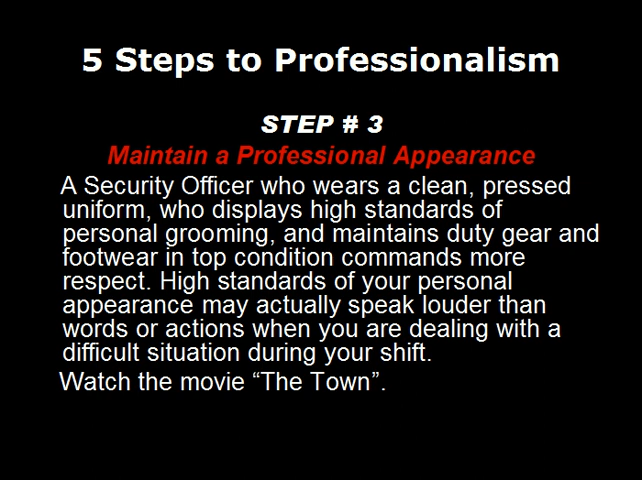 5 Steps to Professionalism
STEP # 3
Maintain a Professional Appearance
A Security Officer who wears a clean, pressed
uniform, who displays high standards of
personal grooming, and maintains duty gear and
footwear in top condition commands more
respect. High standards of your personal
appearance may actually speak louder than
words or actions when you are dealing with a
difficult situation during your shift.
Watch the movie “The Town”.